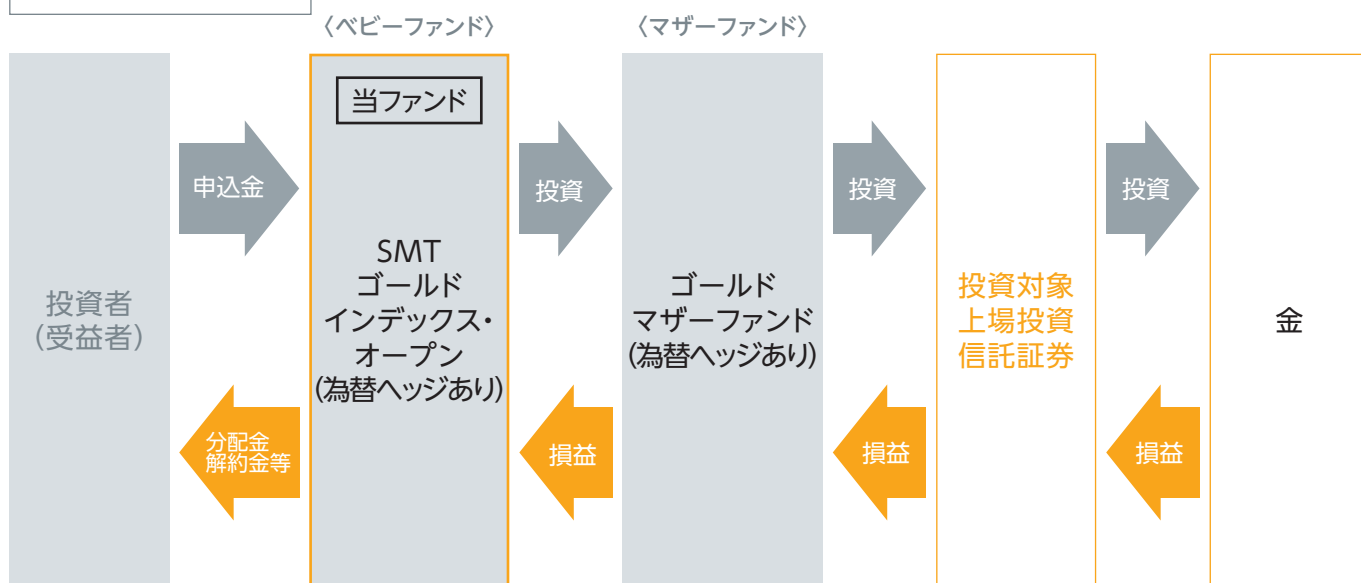 〈ベビーファンド〉
〈マザーファンド〉
投資者
(受益者)
申込金
分配金
解約金等
当ファンド
SMT
ゴールド
インデックス・
オープン
(為替ヘッジあり)
投資
損益
ゴールド
マザーファンド
(為替ヘッジあり)
投資
損益
投資対象
上場投資
信託証券
投資
損益
金